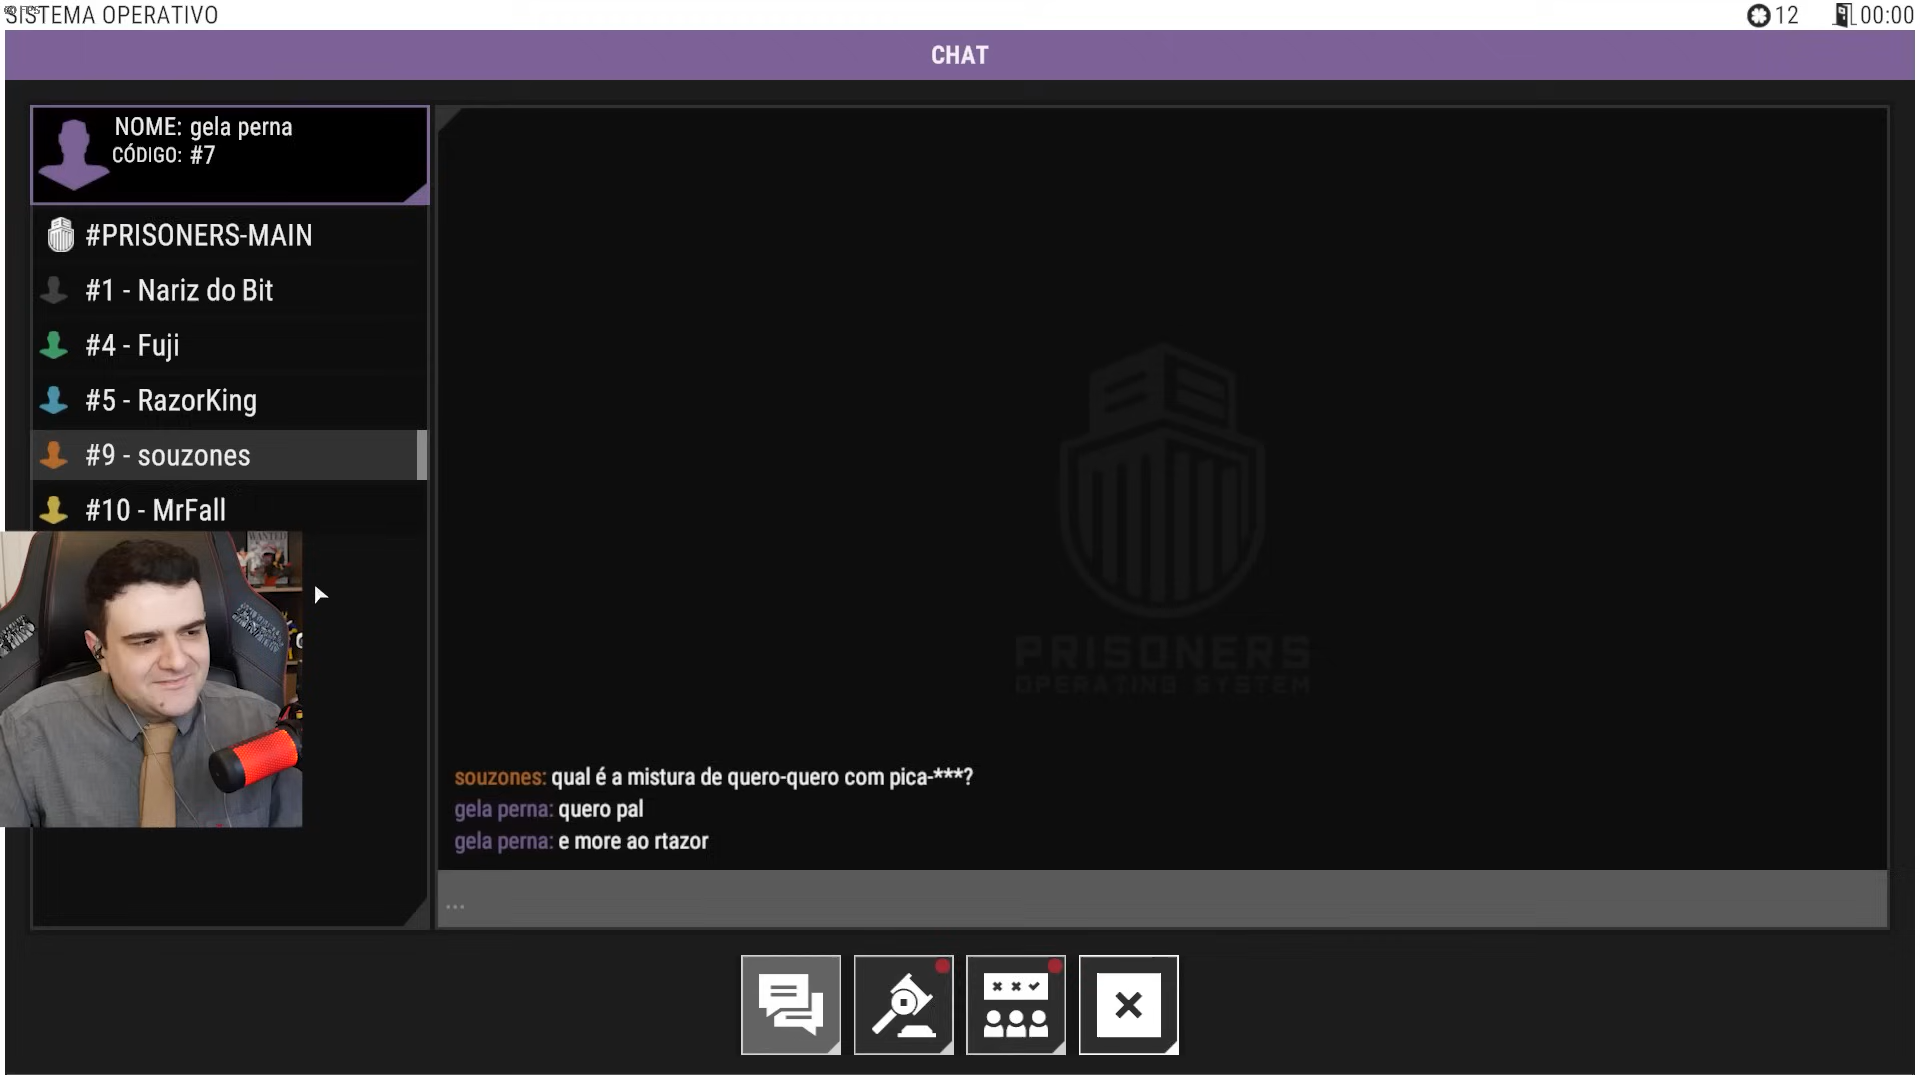 SISTEMA OPERATIVO
12
00:00
CHAT
NOME: gela perna
CÓDIGO: #7
#PRISONERS-MAIN
#1 - Nariz do Bit
#4 - Fuji
#5 - RazorKing
#9 - souzones
#10 - MrFall
WANTED
PRISONERS
OPERATING SYSTEM
souzones: qual é a mistura de quero-quero com pica-***?
gela perna: quero pal
gela perna: e more ao rtazor
...